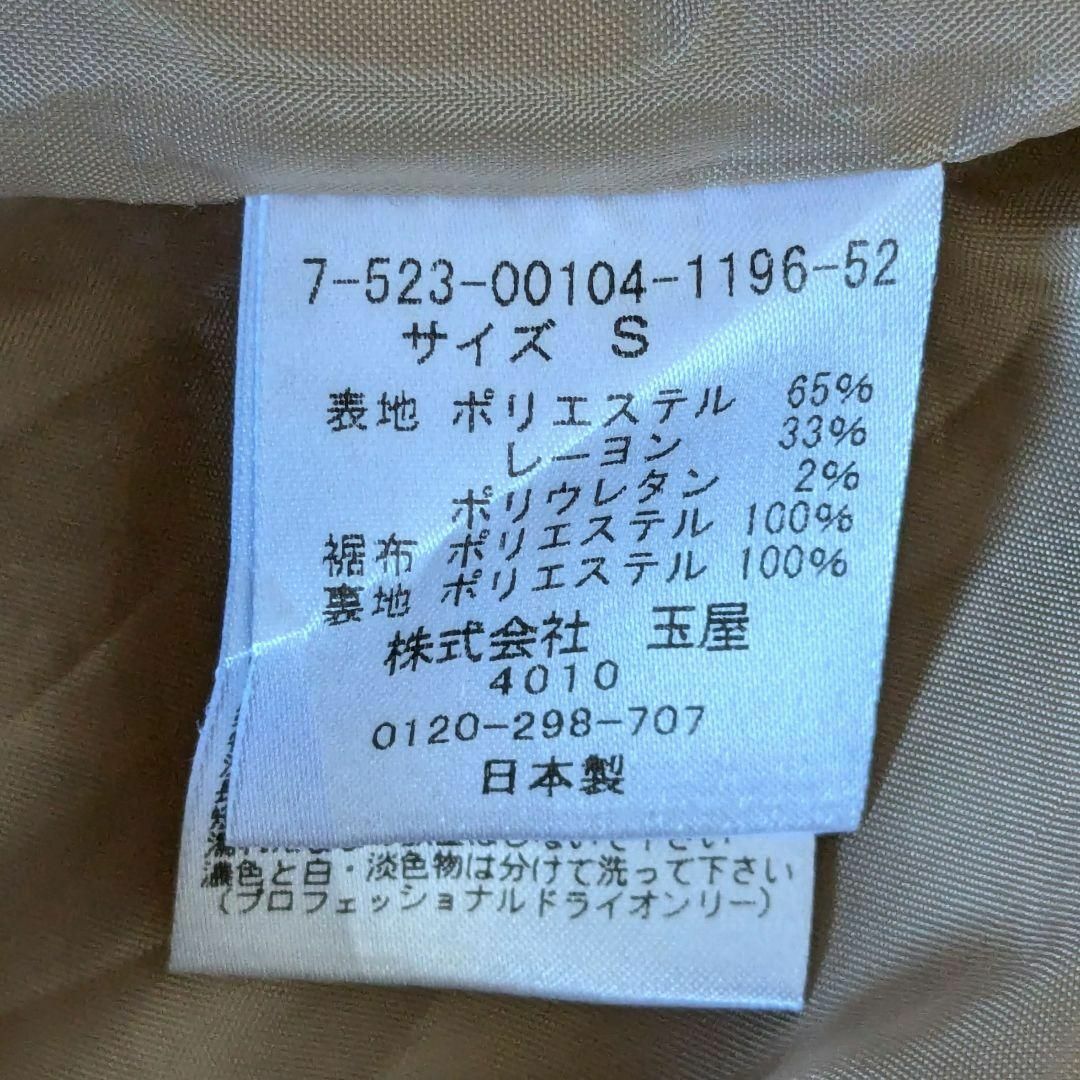 7-523-00104-1196-52
サイズ S
表地 ポリエステル 65%
レーヨン 33%
ポリウレタン 2%
裾布 ポリエステル 100%
裏地 ポリエステル 100%
株式会社 玉屋
4010
0120-298-707
日本製
濃色と白・淡色物は分けて洗って下さい
(プロフェッショナルドライオンリー)